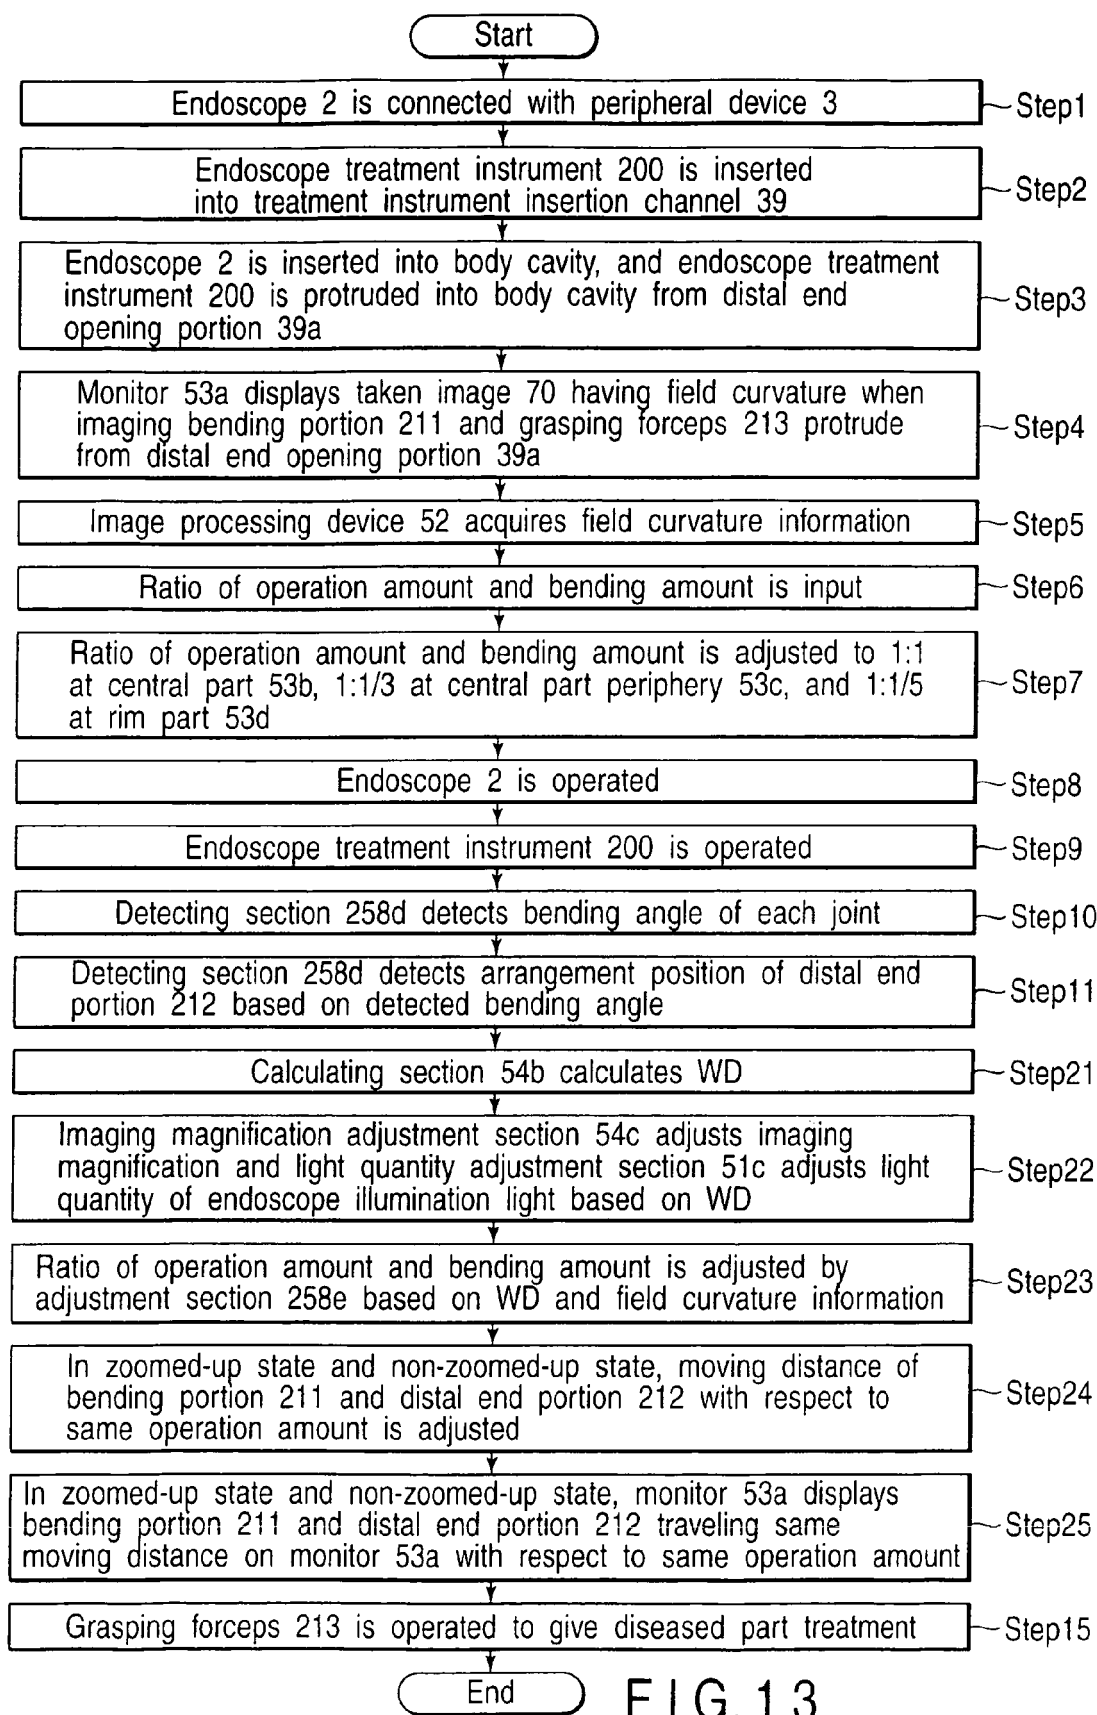 Start
Endoscope 2 is connected with peripheral device 3
Step1
Endoscope treatment instrument 200 is inserted
into treatment instrument insertion channel 39
Step2
Endoscope 2 is inserted into body cavity, and endoscope treatment
instrument 200 is protruded into body cavity from distal end
opening portion 39a
Step3
Monitor 53a displays taken image 70 having field curvature when
imaging bending portion 211 and grasping forceps 213 protrude
from distal end opening portion 39a
Step4
Image processing device 52 acquires field curvature information
Step5
Ratio of operation amount and bending amount is input
Step6
Ratio of operation amount and bending amount is adjusted to 1:1
at central part 53b, 1:1/3 at central part periphery 53c, and 1:1/5
at rim part 53d
Step7
Endoscope 2 is operated
Step8
Endoscope treatment instrument 200 is operated
Step9
Detecting section 258d detects bending angle of each joint
Step10
Detecting section 258d detects arrangement position of distal end
portion 212 based on detected bending angle
Step11
Calculating section 54b calculates WD
Step21
Imaging magnification adjustment section 54c adjusts imaging
magnification and light quantity adjustment section 51c adjusts light
quantity of endoscope illumination light based on WD
Step22
Ratio of operation amount and bending amount is adjusted by
adjustment section 258e based on WD and field curvature information
Step23
In zoomed-up state and non-zoomed-up state, moving distance of
bending portion 211 and distal end portion 212 with respect to
same operation amount is adjusted
Step24
In zoomed-up state and non-zoomed-up state, monitor 53a displays
bending portion 211 and distal end portion 212 traveling same
moving distance on monitor 53a with respect to same operation amount
Step25
Grasping forceps 213 is operated to give diseased part treatment
Step15
End
FIG.13